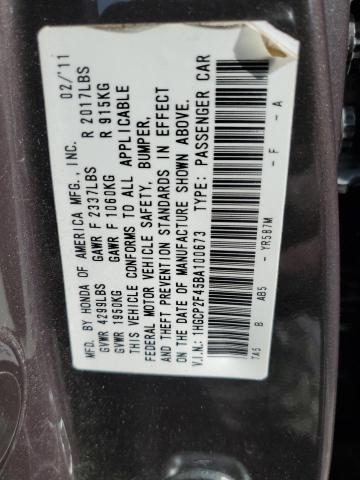 MFD. BY HONDA OF AMERICA MFG., INC. 02/'11
GVWR 4299LBS GAWR F 2337LBS R 2017LBS
GVWR 1950KG GAWR F 1060KG R 915KG
THIS VEHICLE CONFORMS TO ALL APPLICABLE
FEDERAL MOTOR VEHICLE SAFETY, BUMPER,
AND THEFT PREVENTION STANDARDS IN EFFECT
ON THE DATE OF MANUFACTURE SHOWN ABOVE.
V.I.N.: 1HGCP2F45BA100673 TYPE: PASSENGER CAR
7A5 B AB5 - YR587M - F - A